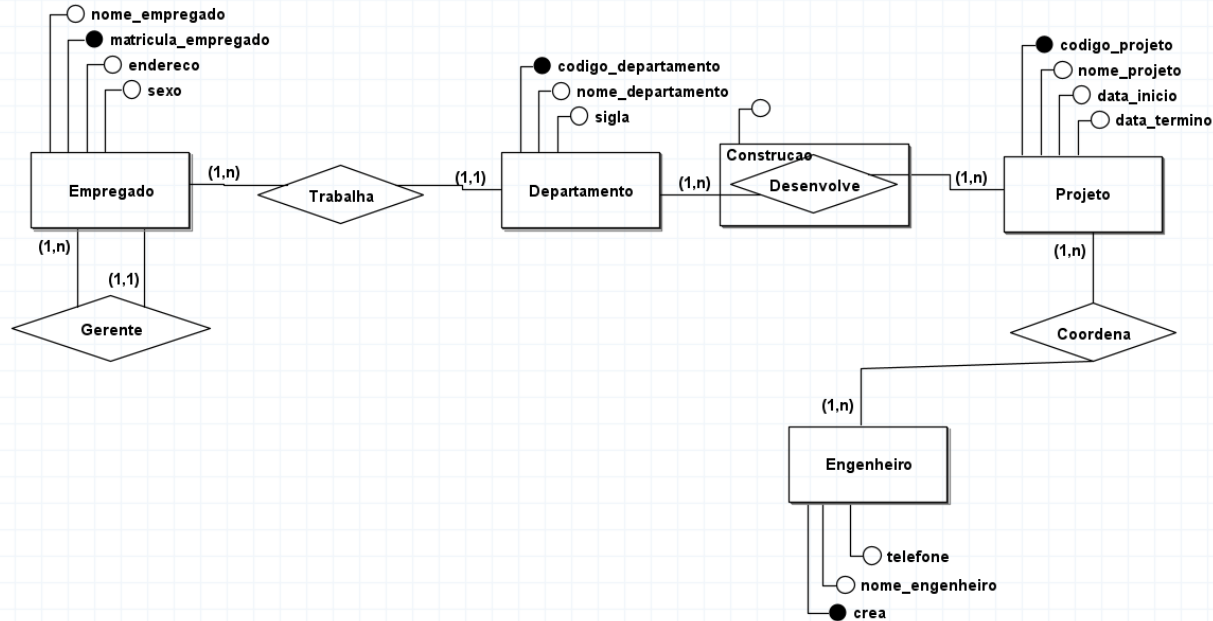 nome_empregado
matricula_empregado
endereco
sexo
Empregado
(1,n)
Trabalha
(1,1)
(1,n)
(1,1)
Gerente
codigo_departamento
nome_departamento
sigla
Departamento
(1,n)
Construcao
Desenvolve
(1,n)
codigo_projeto
nome_projeto
data_inicio
data_termino
Projeto
(1,n)
Coordena
(1,n)
Engenheiro
telefone
nome_engenheiro
crea